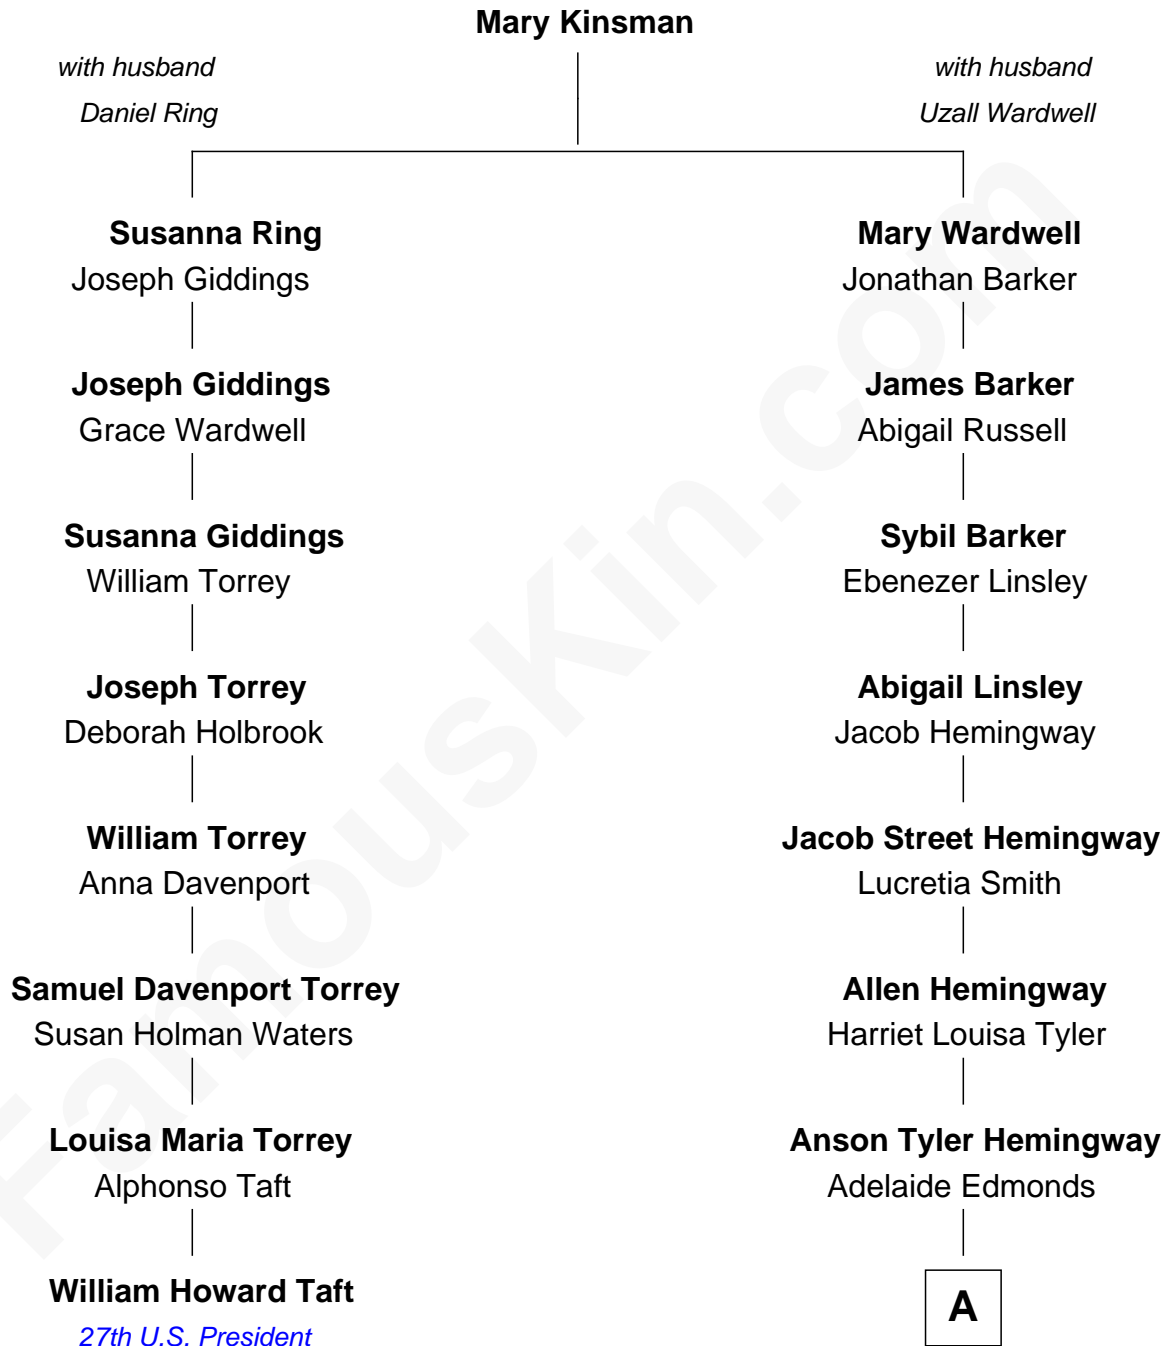 Mary Kinsman
with husband
Daniel Ring
with husband
Uzall Wardwell
Susanna Ring
Joseph Giddings
Mary Wardwell
Jonathan Barker
Joseph Giddings
Grace Wardwell
James Barker
Abigail Russell
Susanna Giddings
William Torrey
Sybil Barker
Ebenezer Linsley
Joseph Torrey
Deborah Holbrook
Abigail Linsley
Jacob Hemingway
William Torrey
Anna Davenport
Jacob Street Hemingway
Lucretia Smith
Samuel Davenport Torrey
Susan Holman Waters
Allen Hemingway
Harriet Louisa Tyler
Louisa Maria Torrey
Alphonso Taft
Anson Tyler Hemingway
Adelaide Edmonds
William Howard Taft
27th U.S. President
A
FamousKin.com